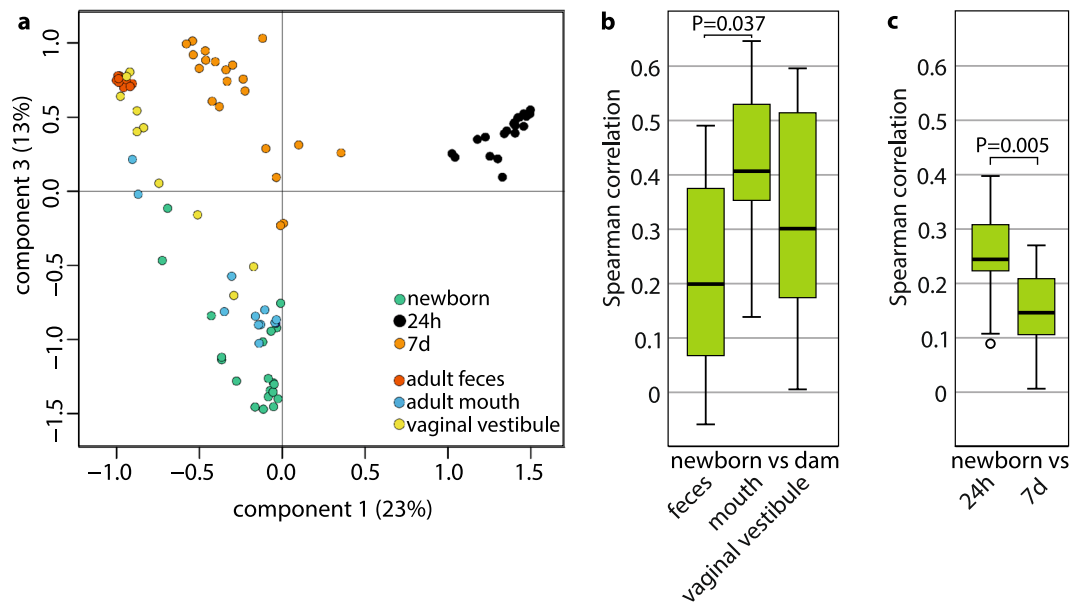 a
component 3 (13%)
1.0
0.5
0.0
−0.5
−1.0
−1.5
newborn
24h
7d
adult feces
adult mouth
vaginal vestibule
−1.0 −0.5 0.0 0.5 1.0 1.5
component 1 (23%)
b
P=0.037
Spearman correlation
0.6
0.5
0.4
0.3
0.2
0.1
0
newborn vs dam
feces
mouth
vaginal vestibule
c
P=0.005
Spearman correlation
0.6
0.5
0.4
0.3
0.2
0.1
0
newborn vs
24h
7d